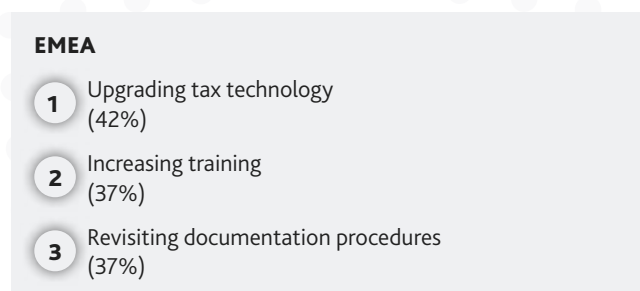 EMEA
1 Upgrading tax technology
(42%)
2 Increasing training
(37%)
3 Revisiting documentation procedures
(37%)